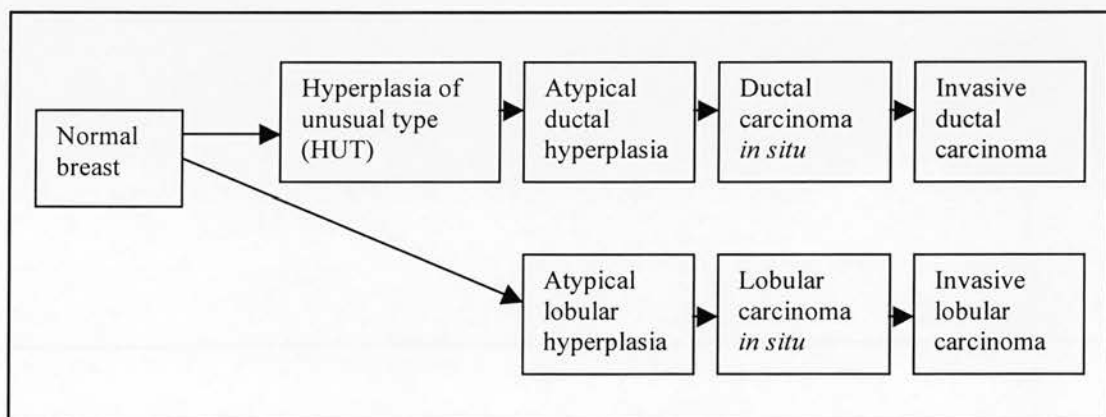 Normal
breast
Hyperplasia of
unusual type
(HUT)
Atypical
ductal
hyperplasia
Ductal
carcinoma
in situ
Invasive
ductal
carcinoma
Atypical
lobular
hyperplasia
Lobular
carcinoma
in situ
Invasive
lobular
carcinoma